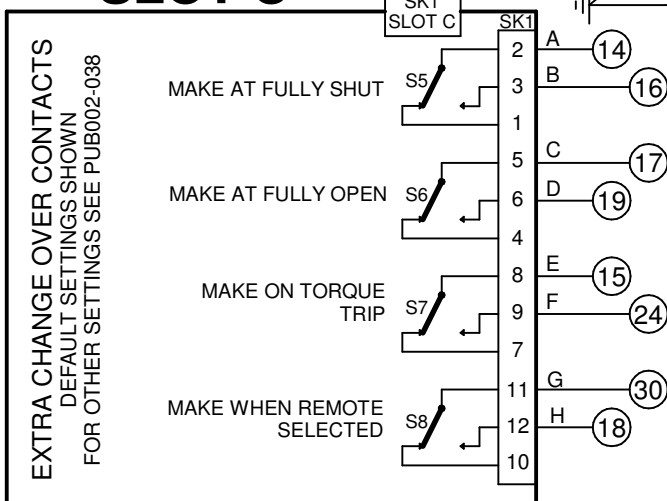 SK1
SLOT C
SK1
EXTRA CHANGE OVER CONTACTS
DEFAULT SETTINGS SHOWN
FOR OTHER SETTINGS SEE PUB002-038
MAKE AT FULLY SHUT
S5
2 A 14
3 B 16
1
MAKE AT FULLY OPEN
S6
5 C 17
6 D 19
4
MAKE ON TORQUE
TRIP
S7
8 E 15
9 F 24
7
MAKE WHEN REMOTE
SELECTED
S8
11 G 30
12 H 18
10